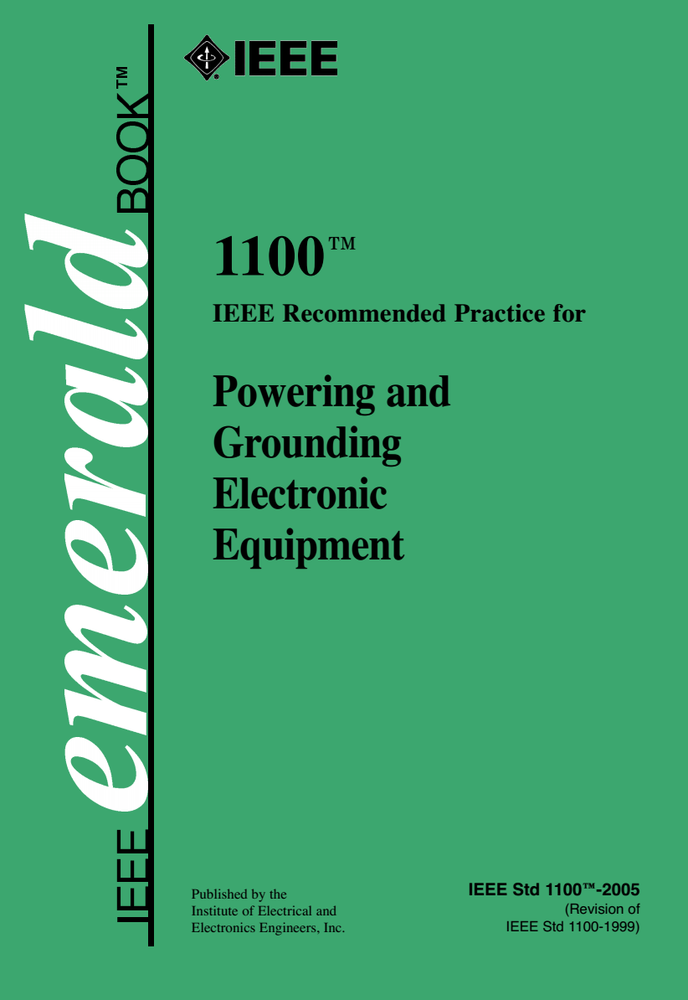 IEEE
IEEE emerald BOOK™
1100™
IEEE Recommended Practice for
Powering and
Grounding
Electronic
Equipment
Published by the
Institute of Electrical and
Electronics Engineers, Inc.
IEEE Std 1100™-2005
(Revision of
IEEE Std 1100-1999)